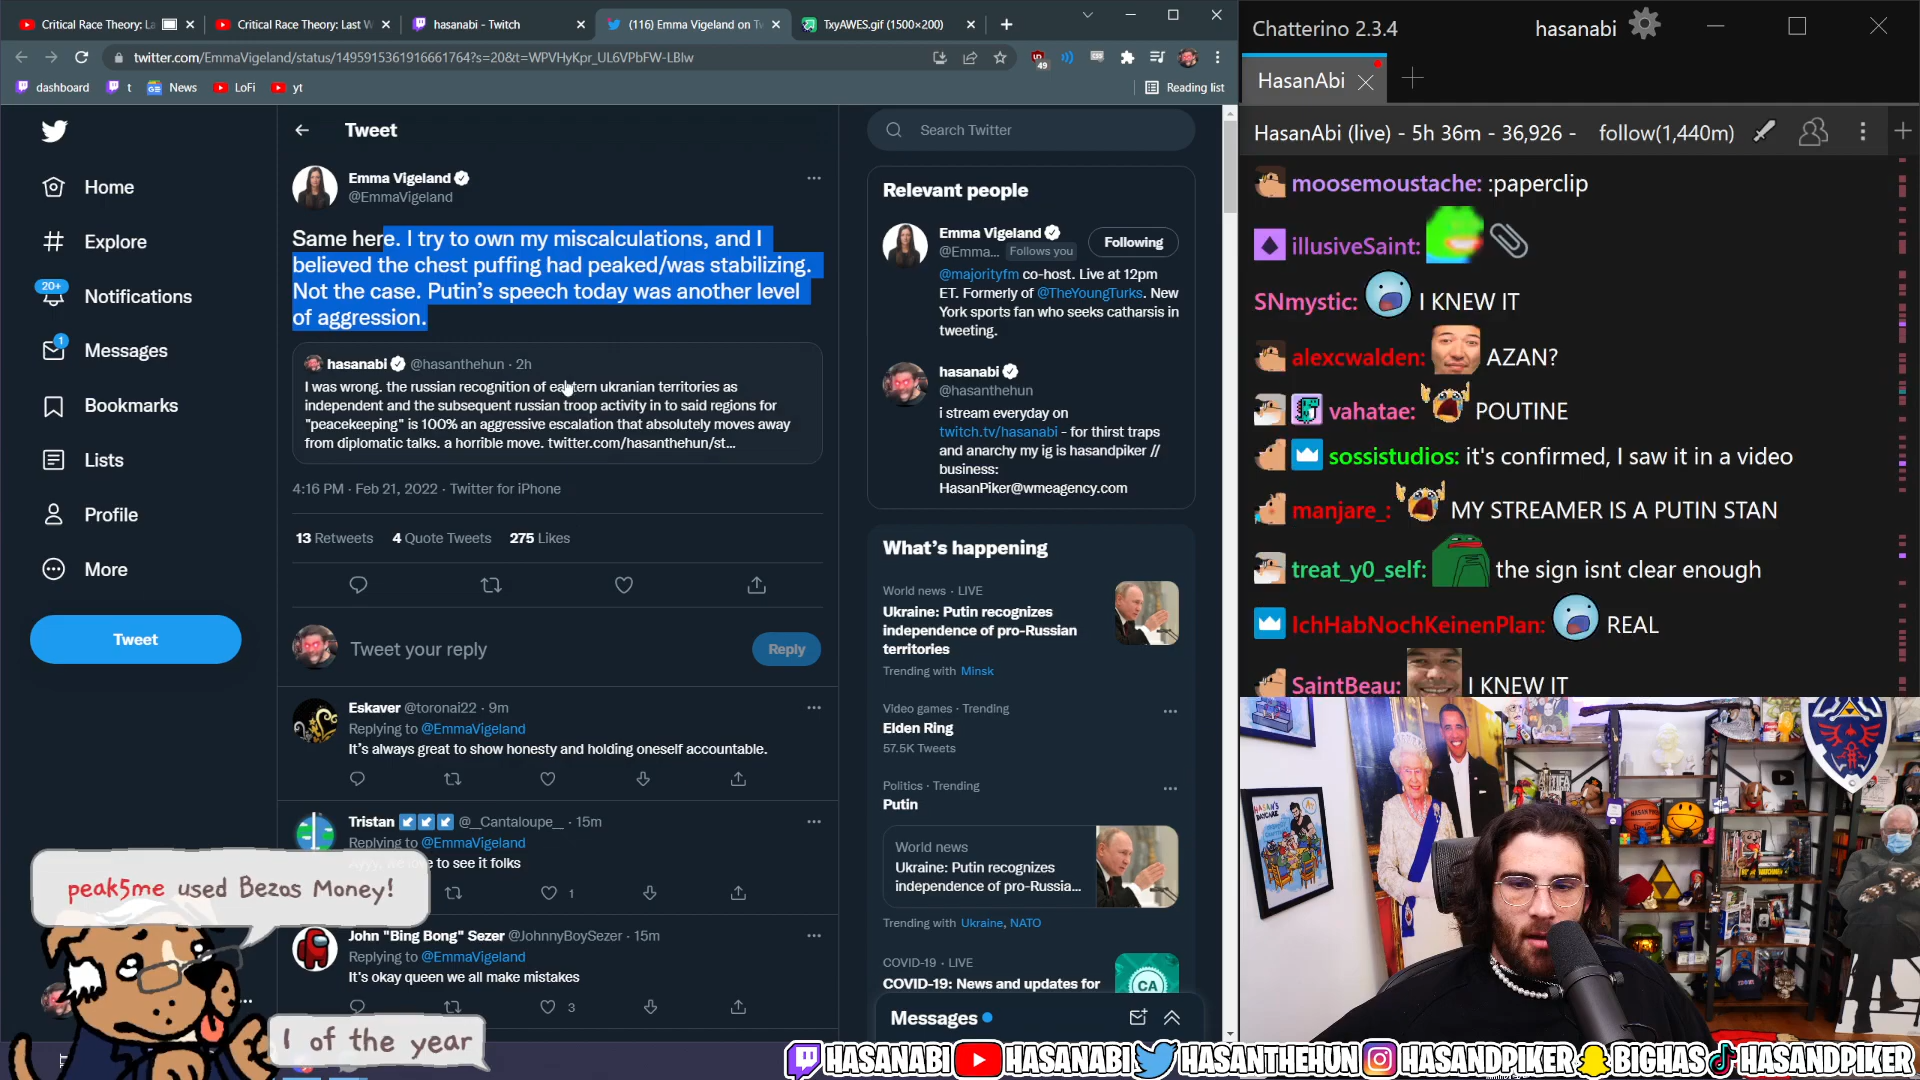 Critical Race Theory: La
Critical Race Theory: Last W
hasanabi - Twitch
(116) Emma Vigeland on Tw
TxyAWES.gif (1500×200)
twitter.com/EmmaVigeland/status/1495915361916661764?s=20&t=WPVHyKpr_UL6VPbFW-LBlw
49
dashboard
t
News
LoFi
yt
Reading list
Home
Explore
20+
Notifications
1
Messages
Bookmarks
Lists
Profile
More
Tweet
Tweet
Emma Vigeland
@EmmaVigeland
Same here. I try to own my miscalculations, and I
believed the chest puffing had peaked/was stabilizing.
Not the case. Putin's speech today was another level
of aggression.
hasanabi @hasanthehun · 2h
I was wrong. the russian recognition of eastern ukranian territories as
independent and the subsequent russian troop activity in to said regions for
"peacekeeping" is 100% an aggressive escalation that absolutely moves away
from diplomatic talks. a horrible move. twitter.com/hasanthehun/st...
4:16 PM · Feb 21, 2022 · Twitter for iPhone
13 Retweets 4 Quote Tweets 275 Likes
Tweet your reply
Reply
Eskaver @toronai22 · 9m
Replying to @EmmaVigeland
It's always great to show honesty and holding oneself accountable.
Tristan @__Cantaloupe__ · 15m
Replying to @EmmaVigeland
to see it folks
1
John "Bing Bong" Sezer @JohnnyBoySezer · 15m
Replying to @EmmaVigeland
It's okay queen we all make mistakes
3
peak5me used Bezos Money!
1 of the year
Search Twitter
Relevant people
Emma Vigeland
@Emma... Follows you
Following
@majorityfm co-host. Live at 12pm
ET. Formerly of @TheYoungTurks. New
York sports fan who seeks catharsis in
tweeting.
hasanabi
@hasanthehun
i stream everyday on
twitch.tv/hasanabi - for thirst traps
and anarchy my ig is hasandpiker //
business:
HasanPiker@wmeagency.com
What's happening
World news · LIVE
Ukraine: Putin recognizes
independence of pro-Russian
territories
Trending with Minsk
Video games · Trending
Elden Ring
57.5K Tweets
Politics · Trending
Putin
World news
Ukraine: Putin recognizes
independence of pro-Russia...
Trending with Ukraine, NATO
COVID-19 · LIVE
COVID-19: News and updates for
CA
Messages
Chatterino 2.3.4
hasanabi
HasanAbi
HasanAbi (live) - 5h 36m - 36,926 - follow(1,440m)
moosemoustache: :paperclip
illusiveSaint:
SNmystic: I KNEW IT
alexcwalden: AZAN?
vahatae: POUTINE
sossistudios: it's confirmed, I saw it in a video
manjare_: MY STREAMER IS A PUTIN STAN
treat_y0_self: the sign isnt clear enough
IchHabNochKeinenPlan: REAL
SaintBeau: I KNEW IT
HASANABI HASANABI HASANTHEHUN HASANDPIKER BIGHAS HASANDPIKER